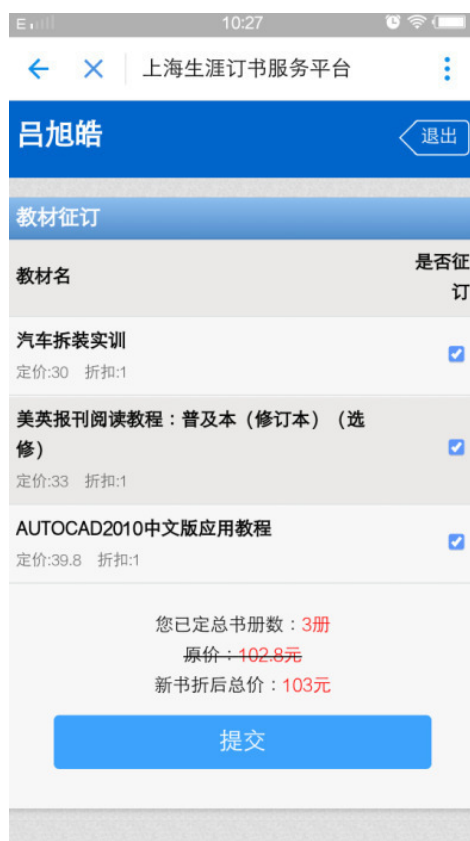 E 10:27
上海生涯订书服务平台
吕旭皓 退出
教材征订
教材名 是否征
订
汽车拆装实训
定价:30 折扣:1
美英报刊阅读教程：普及本（修订本）（选
修）
定价:33 折扣:1
AUTOCAD2010中文版应用教程
定价:39.8 折扣:1
您已定总书册数：3册
原价：102.8元
新书折后总价：103元
提交